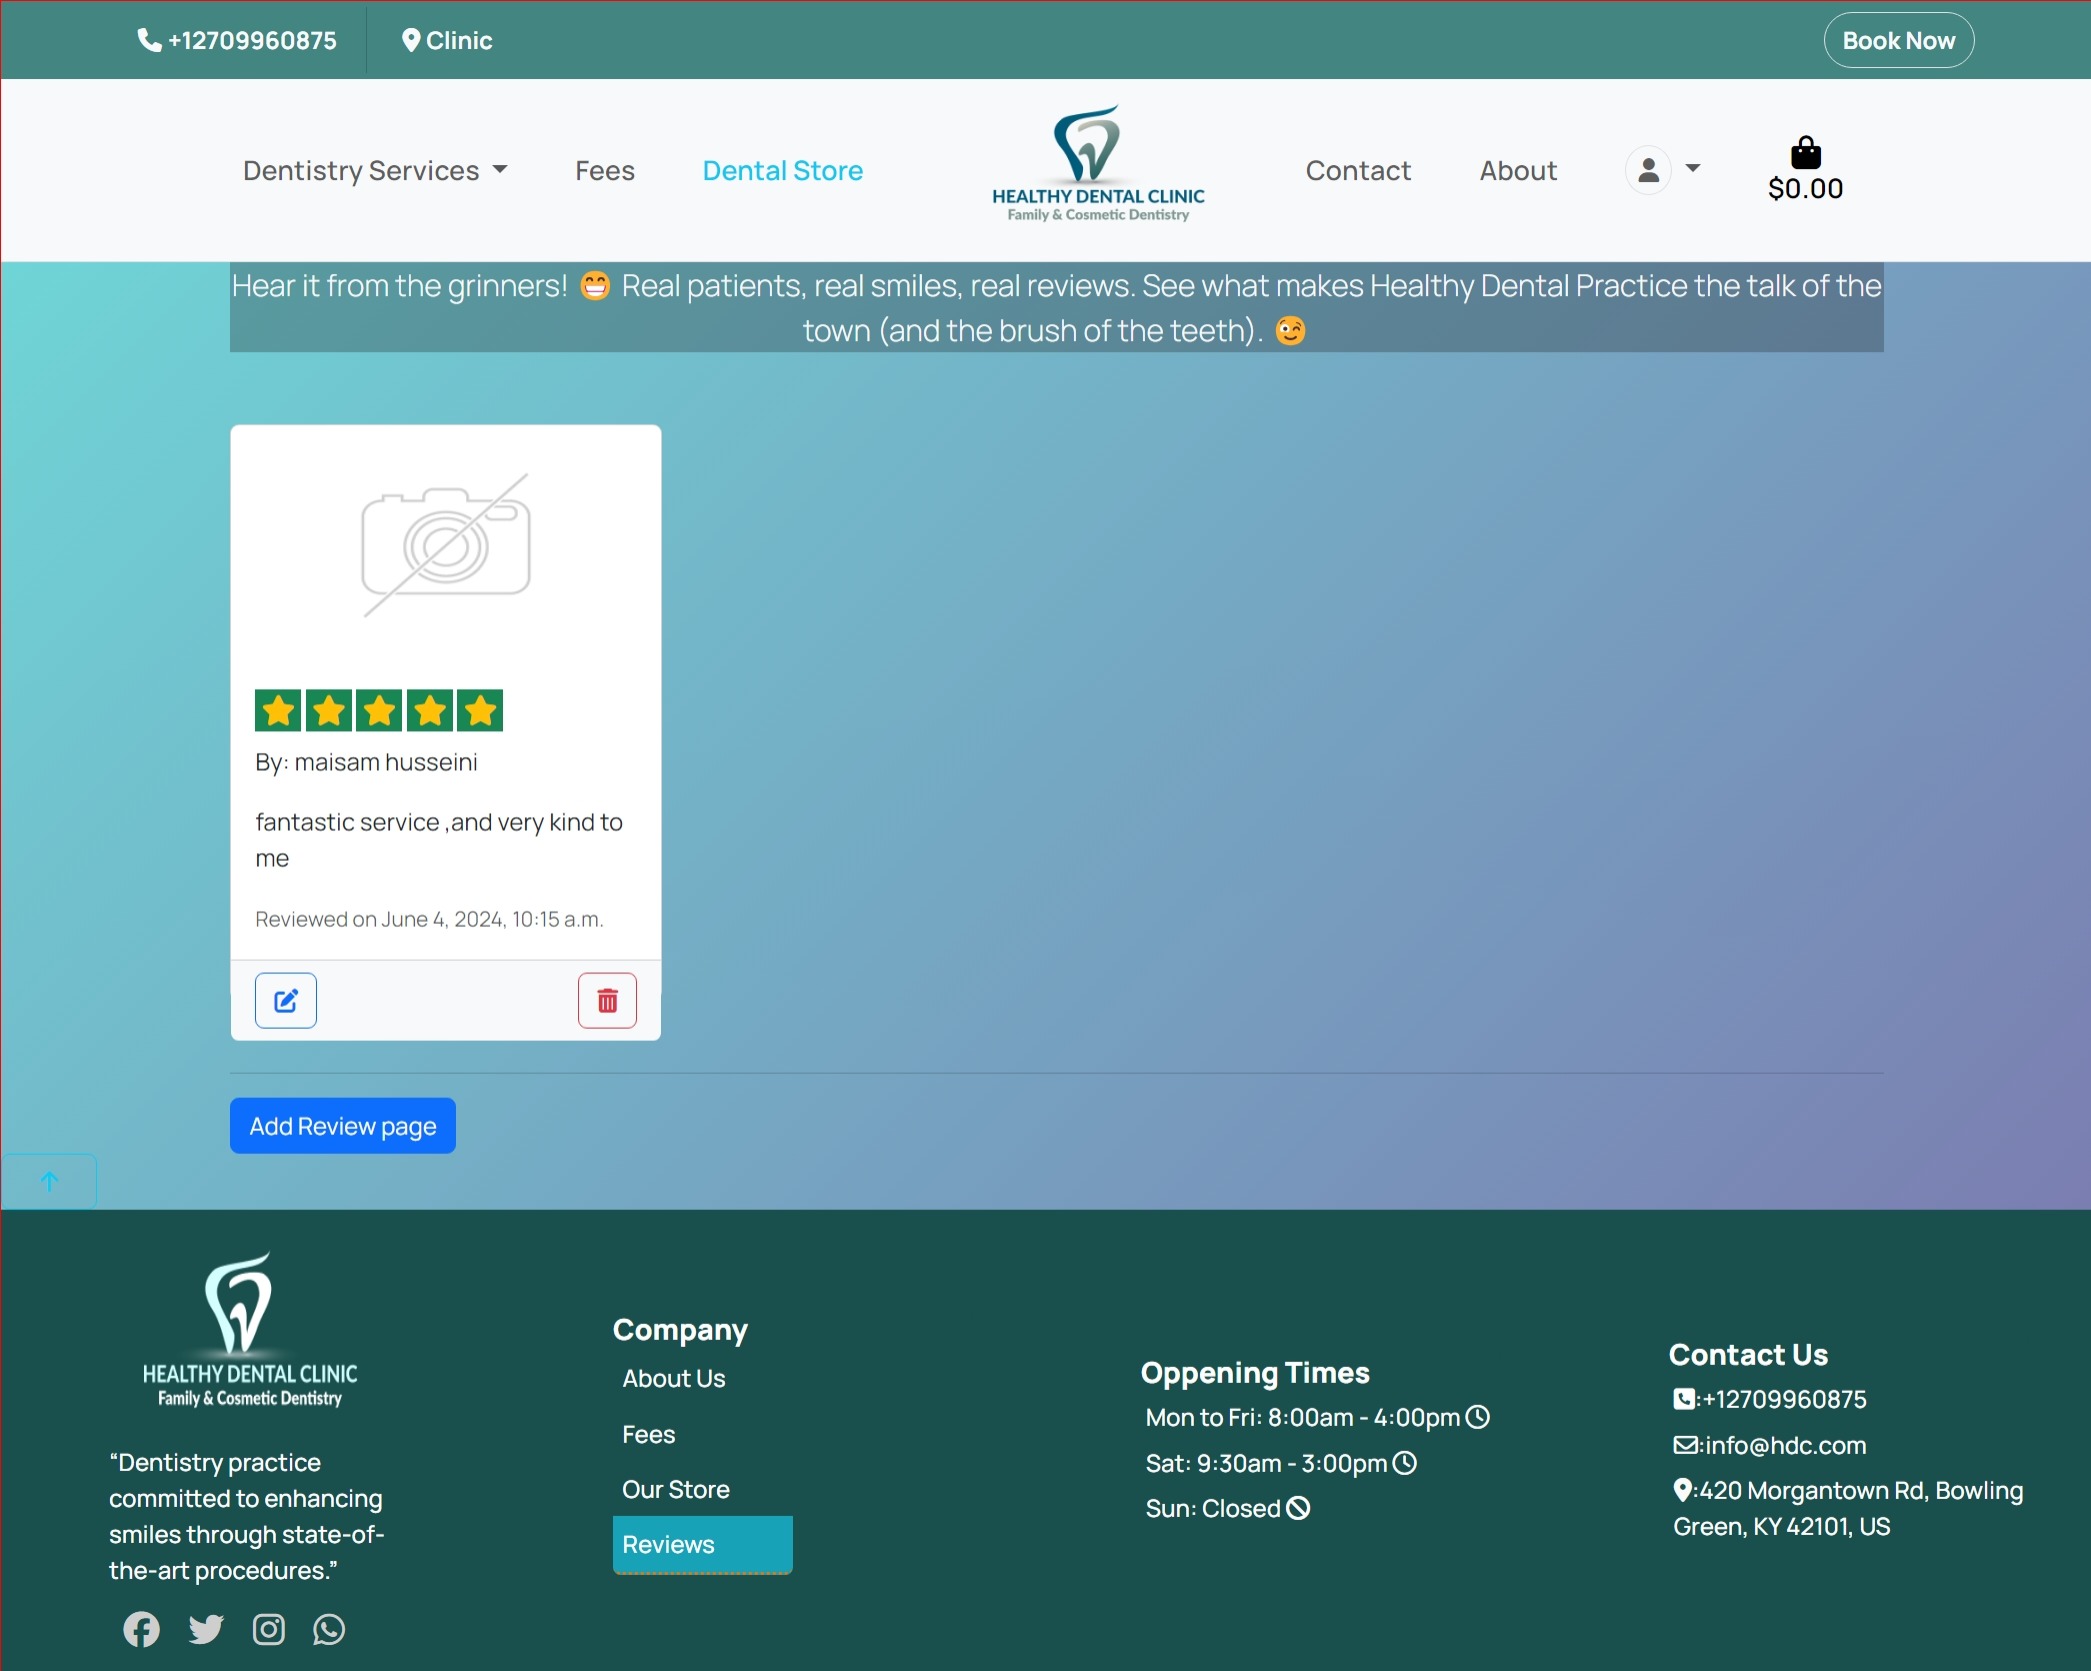 +12709960875
Clinic
Book Now
Dentistry Services
Fees
Dental Store
HEALTHY DENTAL CLINIC
Family & Cosmetic Dentistry
Contact
About
$0.00
Hear it from the grinners! 😁 Real patients, real smiles, real reviews. See what makes Healthy Dental Practice the talk of the
town (and the brush of the teeth). 😉
By: maisam husseini
fantastic service ,and very kind to
me
Reviewed on June 4, 2024, 10:15 a.m.
Add Review page
HEALTHY DENTAL CLINIC
Family & Cosmetic Dentistry
“Dentistry practice
committed to enhancing
smiles through state-of-
the-art procedures.”
Company
About Us
Fees
Our Store
Reviews
Oppening Times
Mon to Fri: 8:00am - 4:00pm
Sat: 9:30am - 3:00pm
Sun: Closed
Contact Us
:+12709960875
:info@hdc.com
:420 Morgantown Rd, Bowling
Green, KY 42101, US